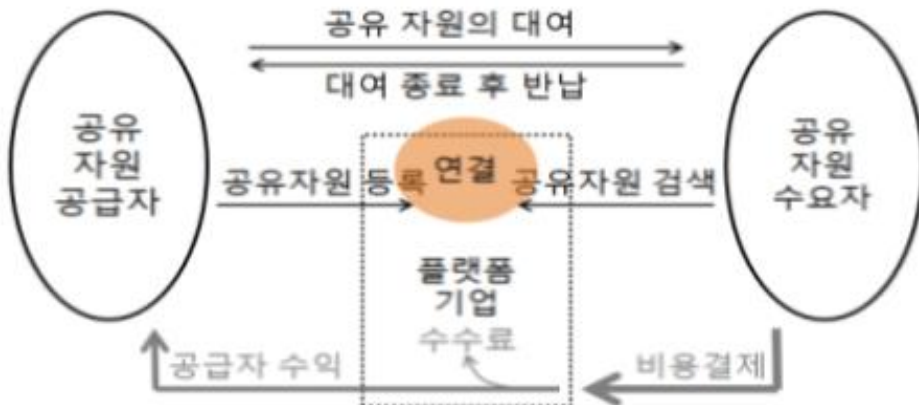 공유 자원의 대여
대여 종료 후 반납
공유
자원
공급자
연결
공유
자원
수요자
공유자원 등록
공유자원 검색
플랫폼
기업
수수료
공급자 수익
비용결제